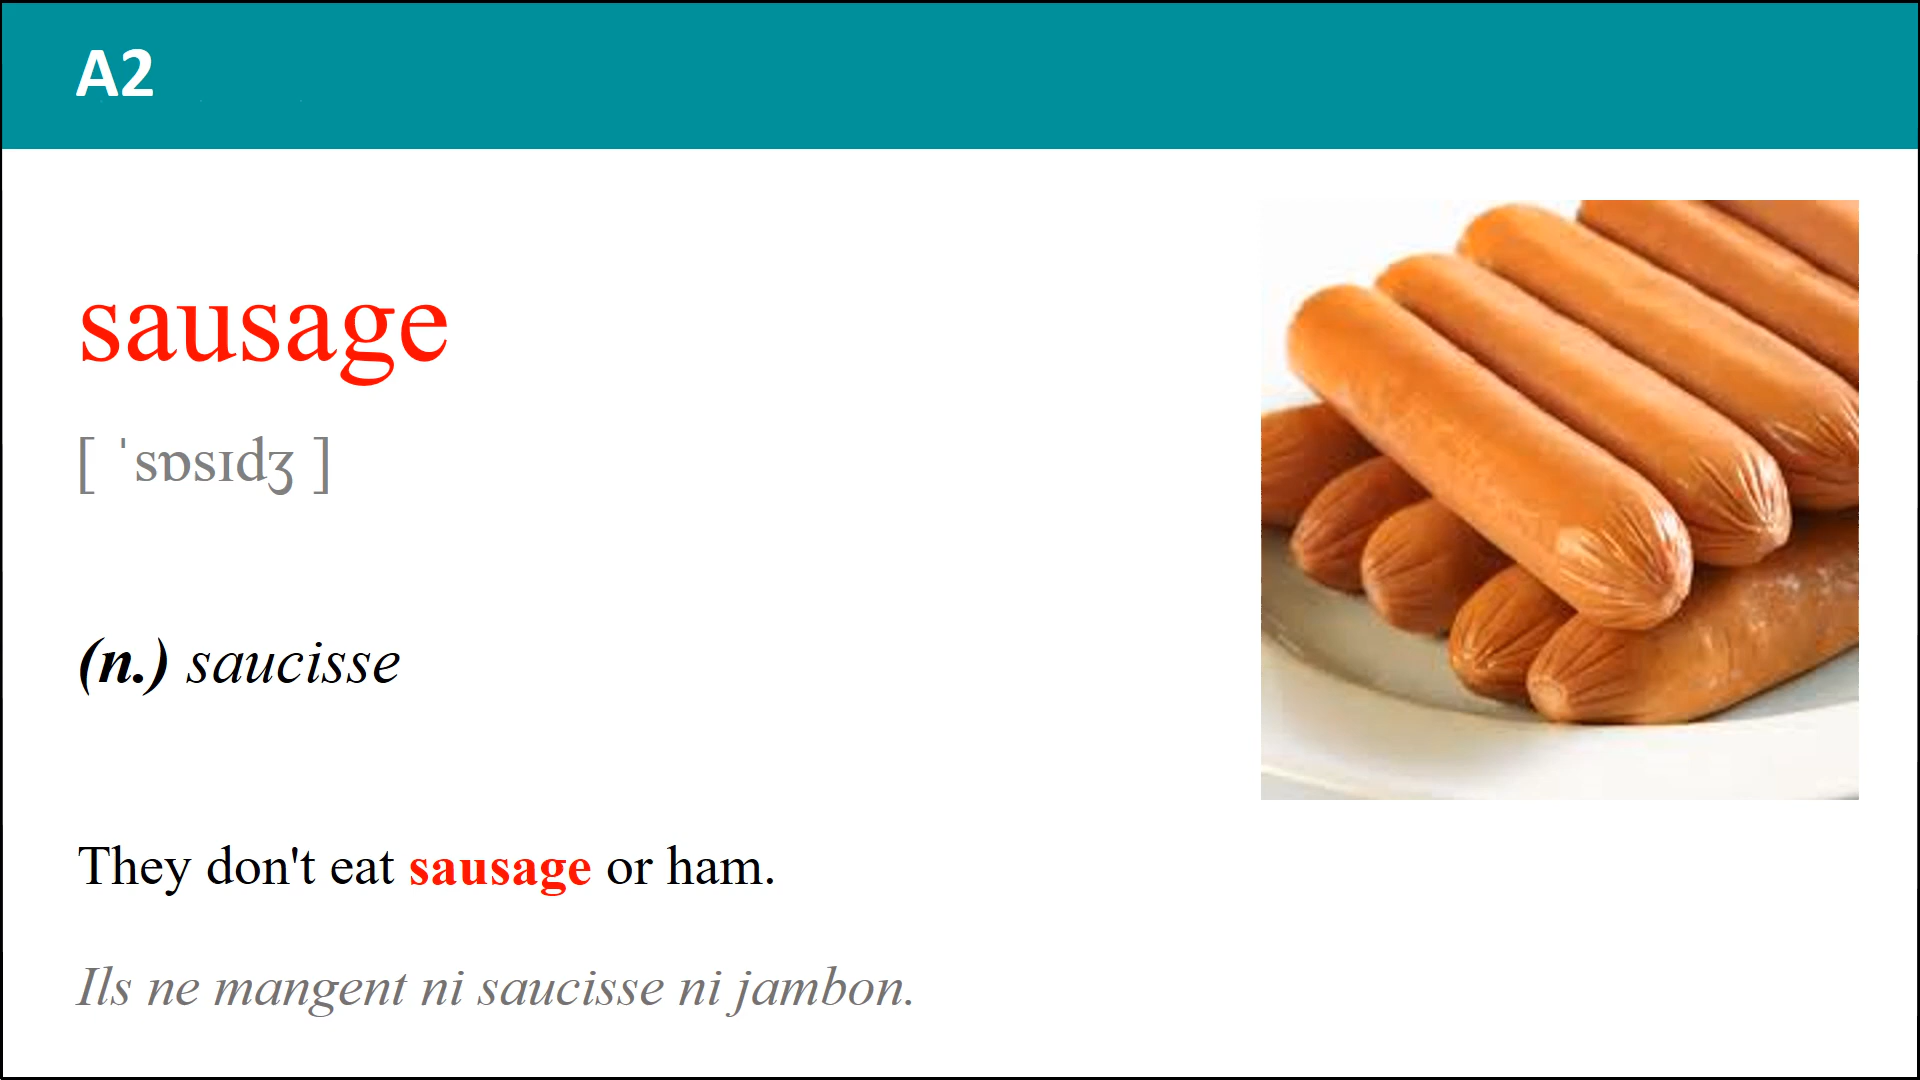 A2
sausage
[ ˈsɒsɪdʒ ]
(n.) saucisse
They don't eat sausage or ham.
Ils ne mangent ni saucisse ni jambon.